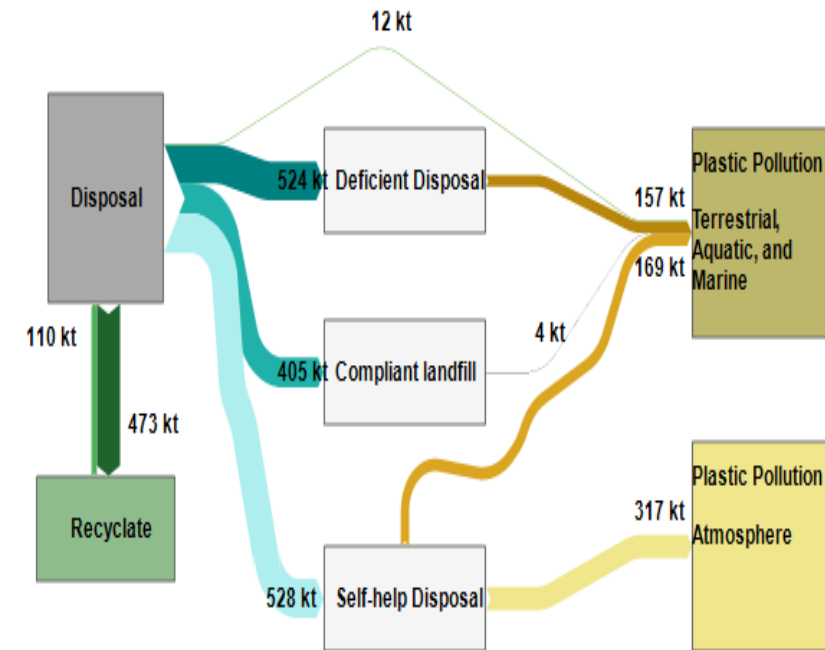 12 kt
Disposal
524 kt
Deficient Disposal
157 kt
Plastic Pollution
Terrestrial,
Aquatic, and
Marine
169 kt
110 kt
473 kt
405 kt
Compliant landfill
4 kt
Recyclate
528 kt
Self-help Disposal
317 kt
Plastic Pollution
Atmosphere